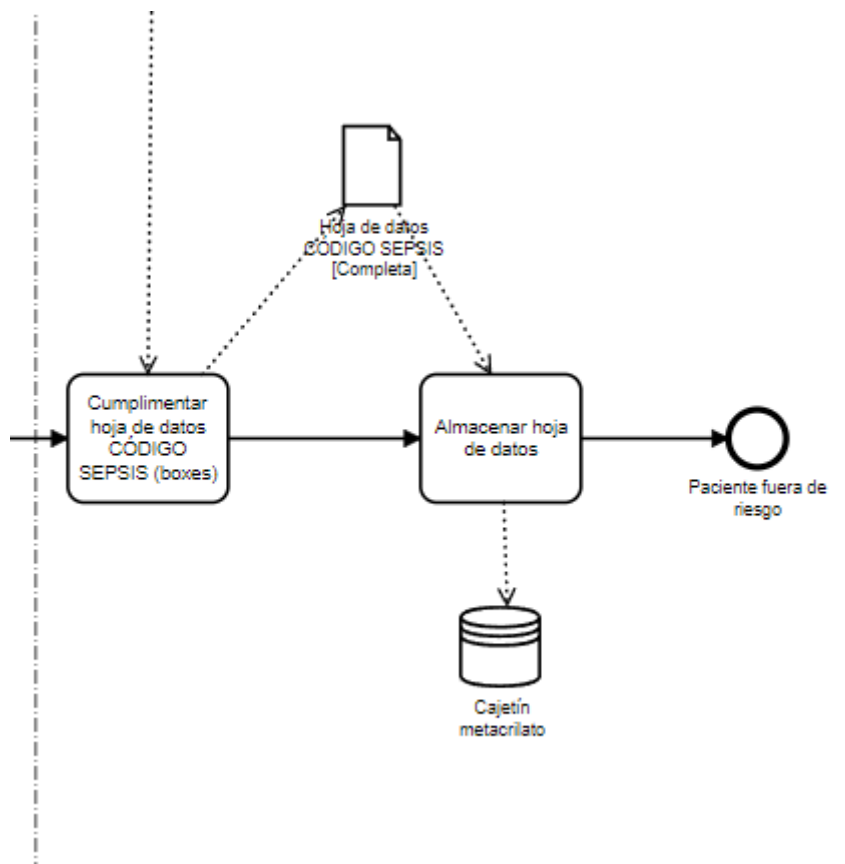 Hoja de datos
CÓDIGO SEPSIS
[Completa]
Cumplimentar
hoja de datos
CÓDIGO
SEPSIS (boxes)
Almacenar hoja
de datos
Paciente fuera de
riesgo
Cajetín
metacrilato